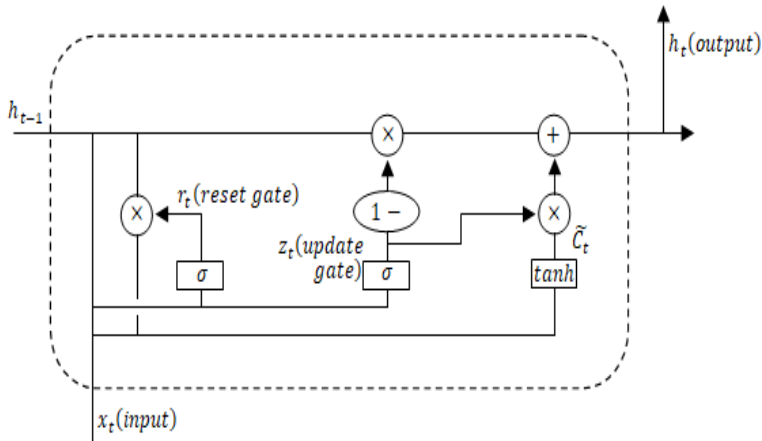 h_t(output)
h_{t−1}
×
+
r_t(reset gate)
×
1 −
×
z_t(update
gate)
C̃_t
σ
σ
tanh
x_t(input)